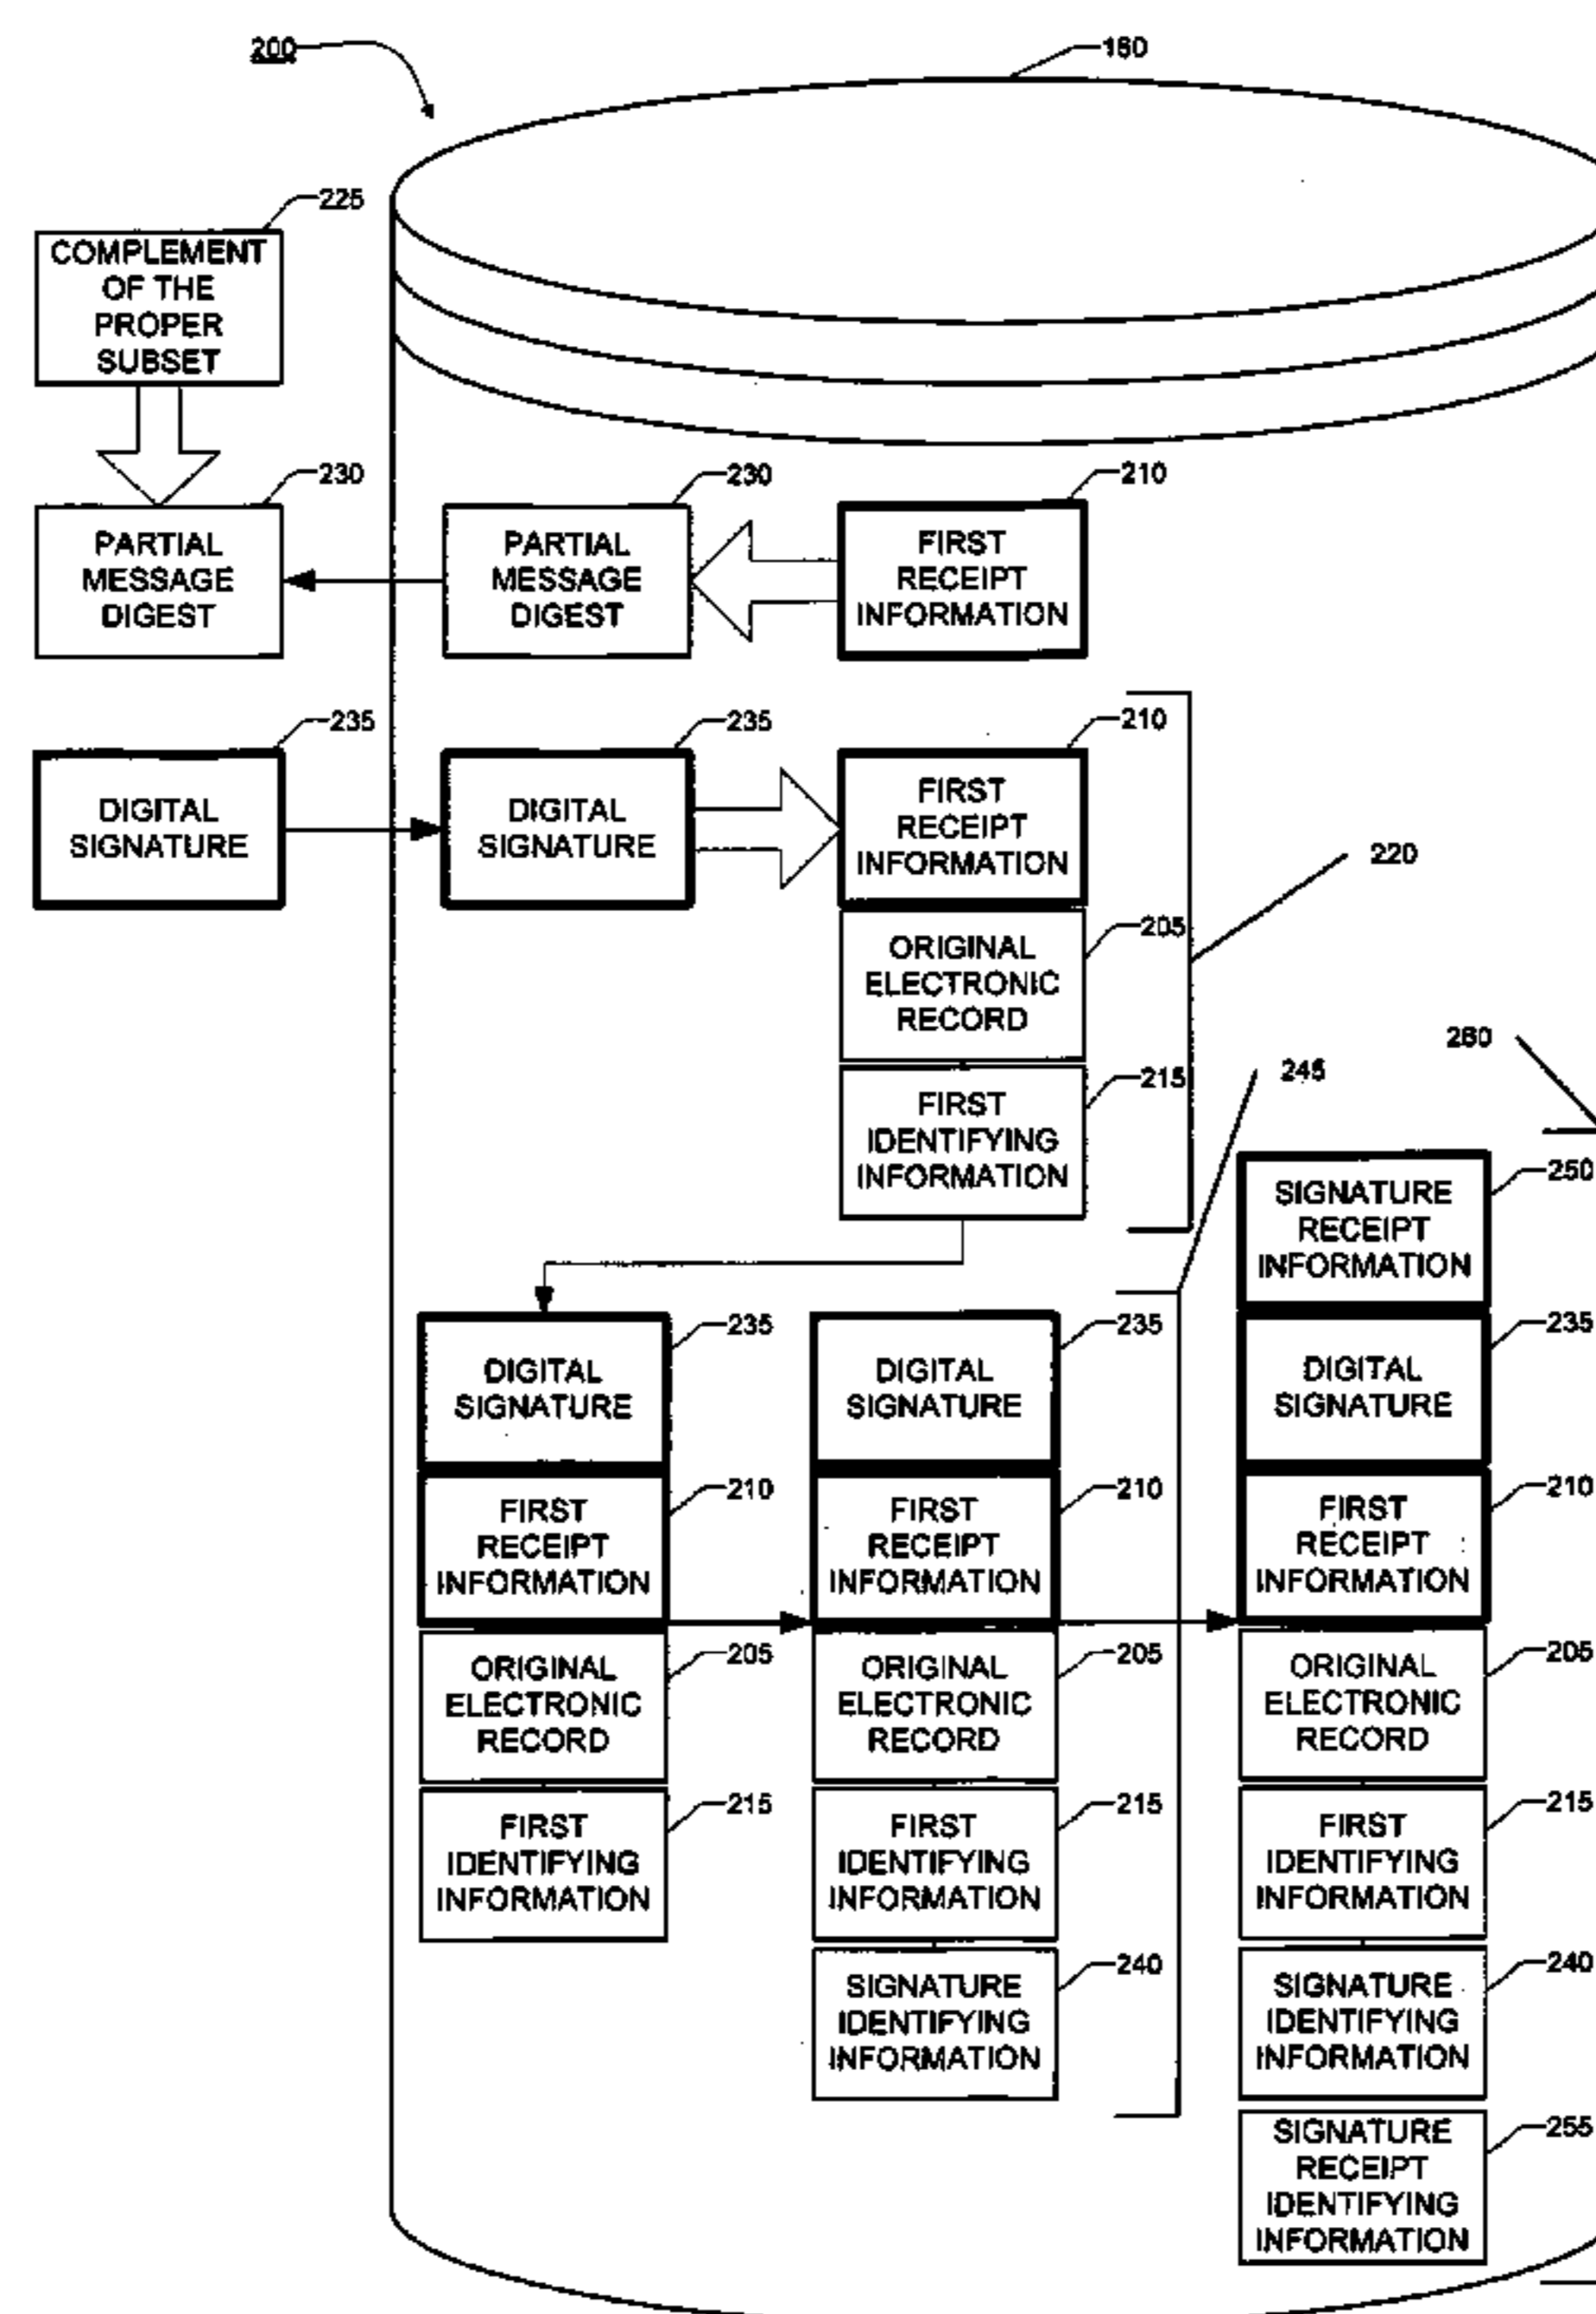 200
160
225
COMPLEMENT
OF THE
PROPER
SUBSET
230
PARTIAL
MESSAGE
DIGEST
230
PARTIAL
MESSAGE
DIGEST
210
FIRST
RECEIPT
INFORMATION
235
DIGITAL
SIGNATURE
235
DIGITAL
SIGNATURE
210
FIRST
RECEIPT
INFORMATION
220
205
ORIGINAL
ELECTRONIC
RECORD
215
FIRST
IDENTIFYING
INFORMATION
245
260
235
DIGITAL
SIGNATURE
210
FIRST
RECEIPT
INFORMATION
205
ORIGINAL
ELECTRONIC
RECORD
215
FIRST
IDENTIFYING
INFORMATION
235
DIGITAL
SIGNATURE
210
FIRST
RECEIPT
INFORMATION
205
ORIGINAL
ELECTRONIC
RECORD
215
FIRST
IDENTIFYING
INFORMATION
240
SIGNATURE
IDENTIFYING
INFORMATION
250
SIGNATURE
RECEIPT
INFORMATION
235
DIGITAL
SIGNATURE
210
FIRST
RECEIPT
INFORMATION
205
ORIGINAL
ELECTRONIC
RECORD
215
FIRST
IDENTIFYING
INFORMATION
240
SIGNATURE
IDENTIFYING
INFORMATION
255
SIGNATURE
RECEIPT
IDENTIFYING
INFORMATION